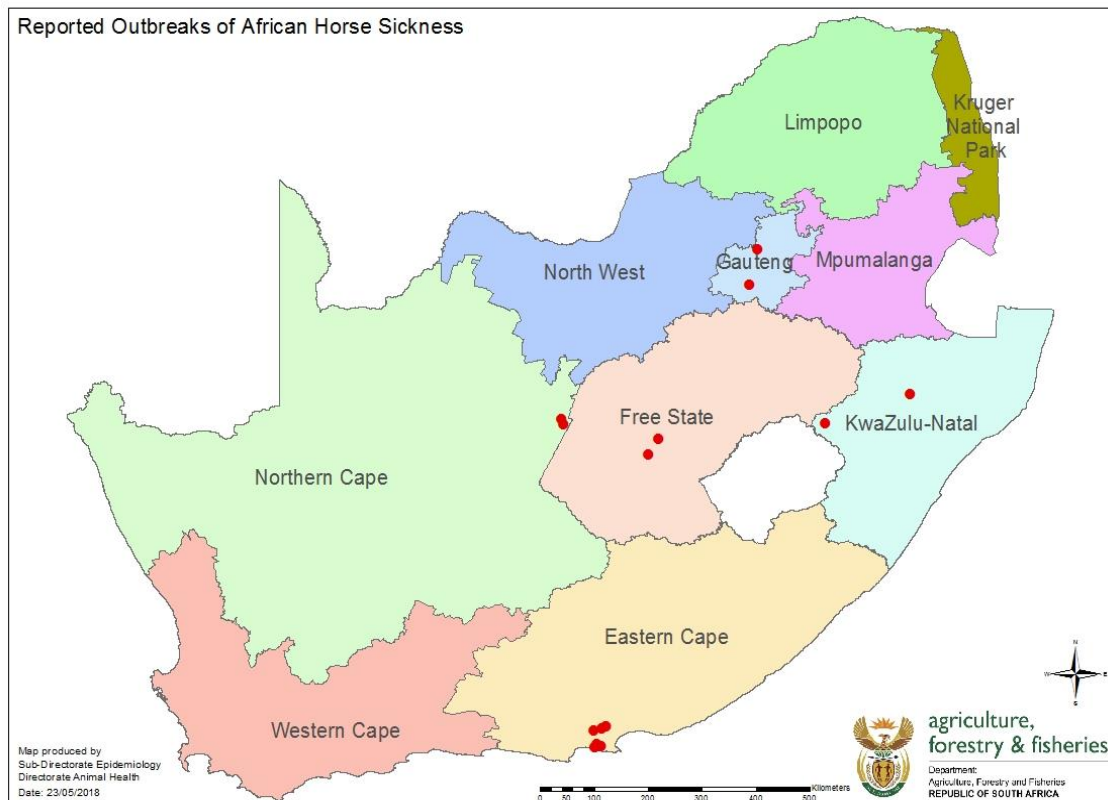 Reported Outbreaks of African Horse Sickness
Limpopo
Kruger
National
Park
North West
Gauteng
Mpumalanga
Free State
KwaZulu-Natal
Northern Cape
Eastern Cape
Western Cape
N
W
E
S
Map produced by
Sub-Directorate Epidemiology
Directorate Animal Health
Date: 23/05/2018
Kilometers
0 50 100 200 300 400 500
agriculture,
forestry & fisheries
Department:
Agriculture, Forestry and Fisheries
REPUBLIC OF SOUTH AFRICA